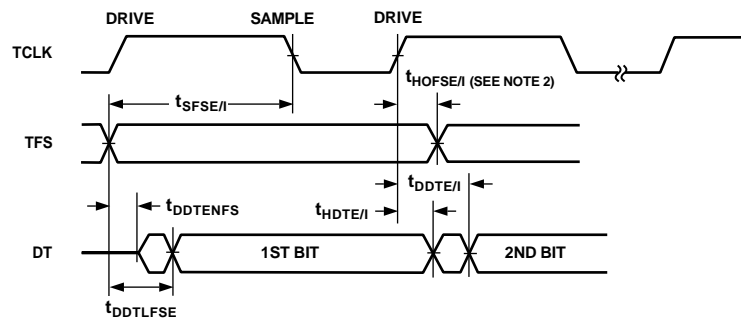 DRIVE SAMPLE DRIVE
TCLK
tHOFSE/I (SEE NOTE 2)
tSFSE/I
TFS
tDDTE/I
tDDTENFS
tHDTE/I
DT
1ST BIT
2ND BIT
tDDTLFSE